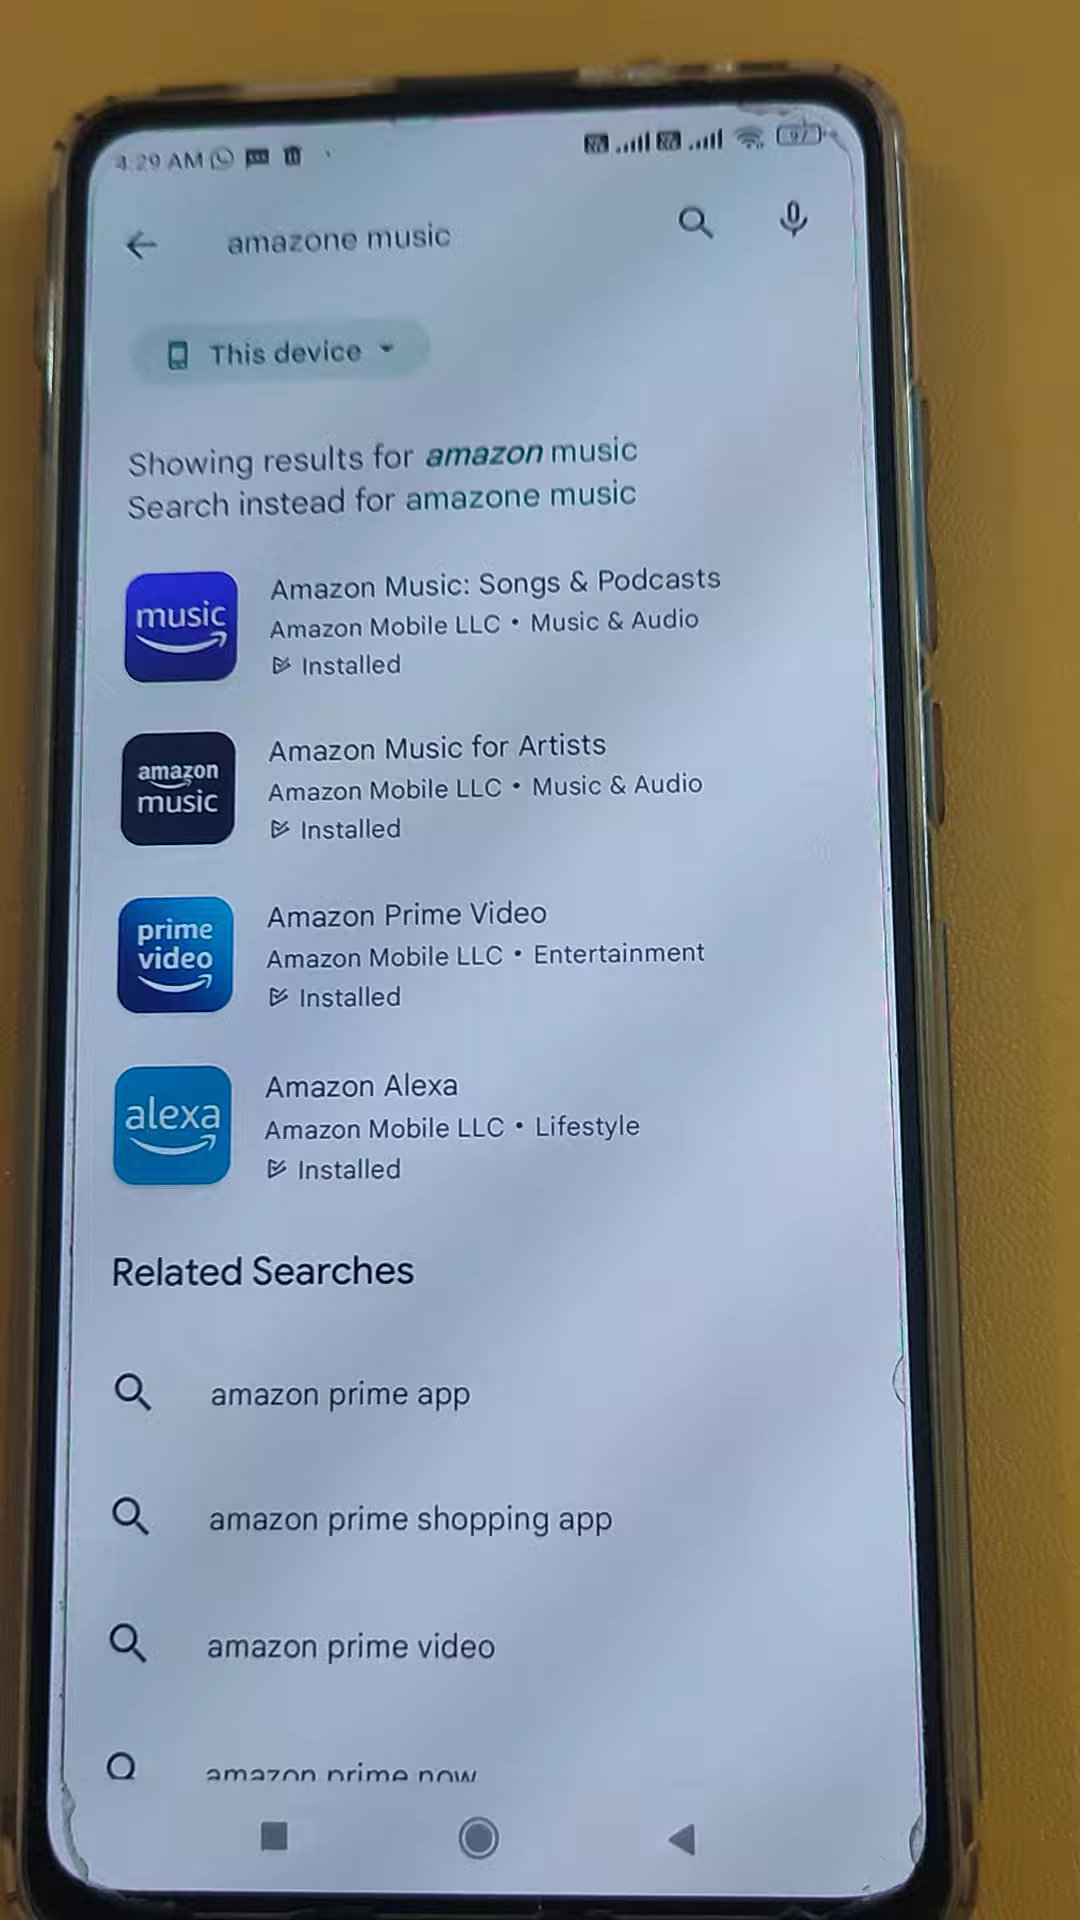 4:29 AM
97
amazone music
This device
Showing results for amazon music
Search instead for amazone music
music
Amazon Music: Songs & Podcasts
Amazon Mobile LLC • Music & Audio
Installed
amazon
music
Amazon Music for Artists
Amazon Mobile LLC • Music & Audio
Installed
prime
video
Amazon Prime Video
Amazon Mobile LLC • Entertainment
Installed
alexa
Amazon Alexa
Amazon Mobile LLC • Lifestyle
Installed
Related Searches
amazon prime app
amazon prime shopping app
amazon prime video
amazon prime now